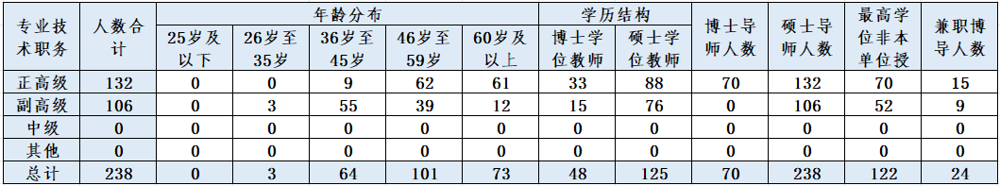 专业技术职务 人数合计 年龄分布 学历结构 博士导师人数 硕士导师人数 最高学位非本单位授 兼职博导人数
25岁及以下 26岁至35岁 36岁至45岁 46岁至59岁 60岁及以上 博士学位教师 硕士学位教师
正高级 132 0 0 9 62 61 33 88 70 132 70 15
副高级 106 0 3 55 39 12 15 76 0 106 52 9
中级 0 0 0 0 0 0 0 0 0 0 0 0
其他 0 0 0 0 0 0 0 0 0 0 0 0
总计 238 0 3 64 101 73 48 125 70 238 122 24